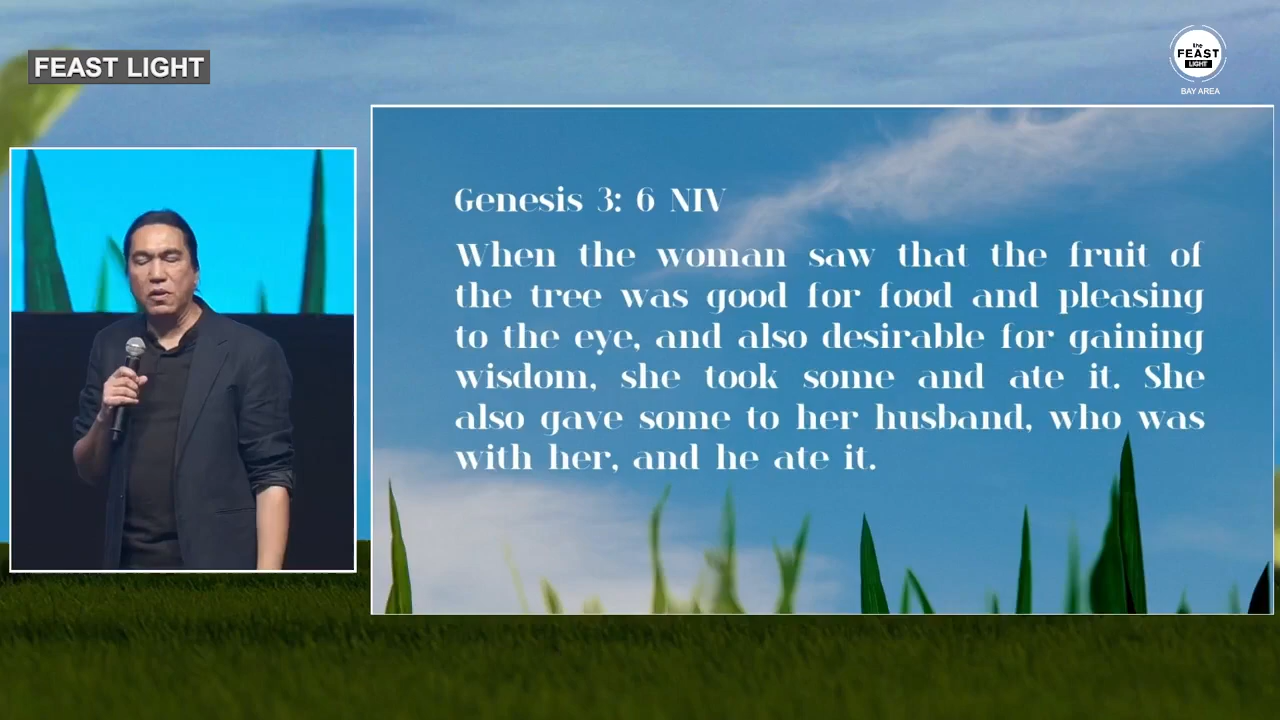 FEAST LIGHT
the
FEAST
LIGHT
BAY AREA
Genesis 3: 6 NIV
When the woman saw that the fruit of
the tree was good for food and pleasing
to the eye, and also desirable for gaining
wisdom, she took some and ate it. She
also gave some to her husband, who was
with her, and he ate it.